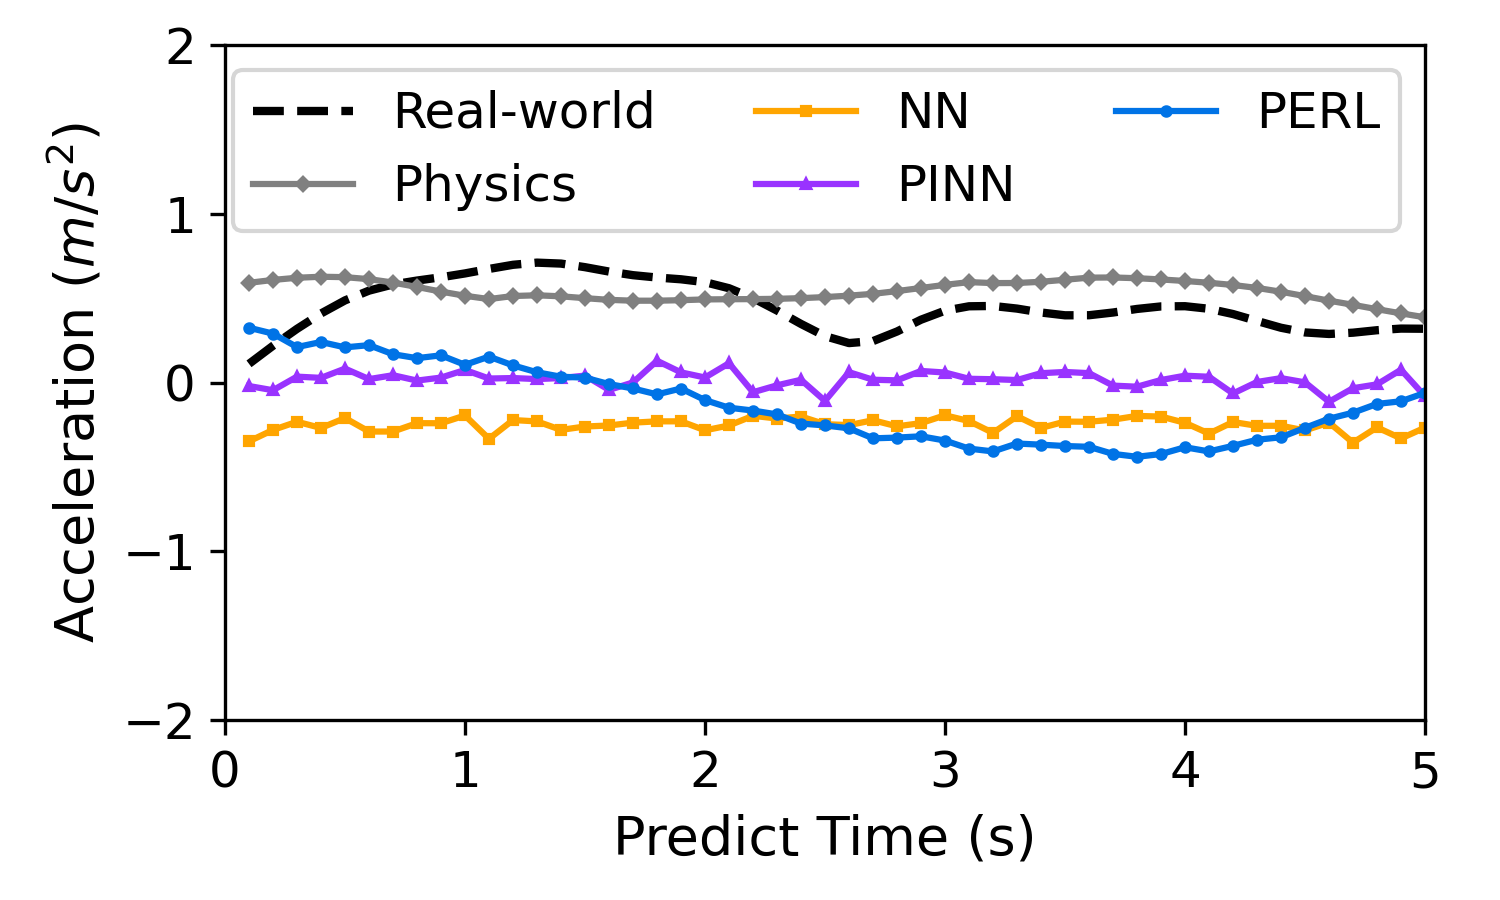 2
1
0
−1
−2
Acceleration (m/s²)
Real-world
Physics
NN
PINN
PERL
0 1 2 3 4 5
Predict Time (s)